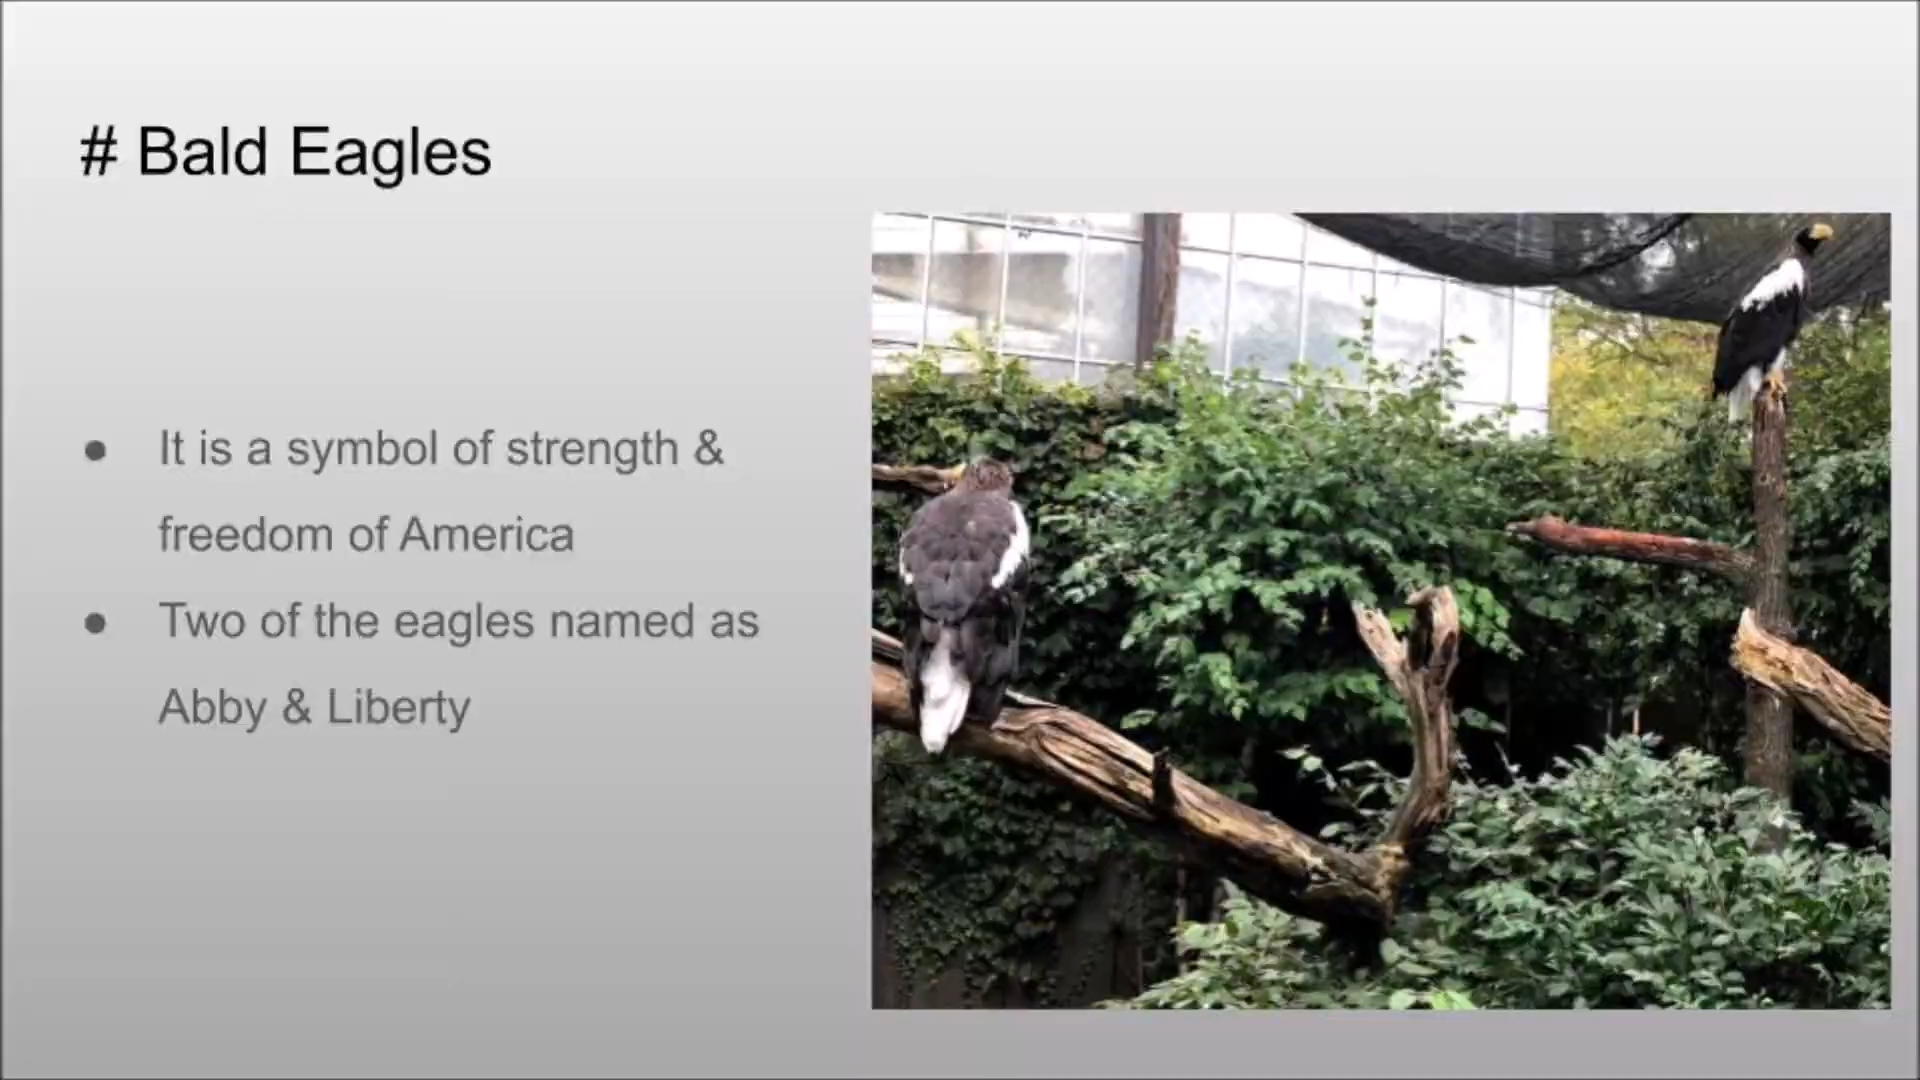 # Bald Eagles
● It is a symbol of strength &
freedom of America
● Two of the eagles named as
Abby & Liberty